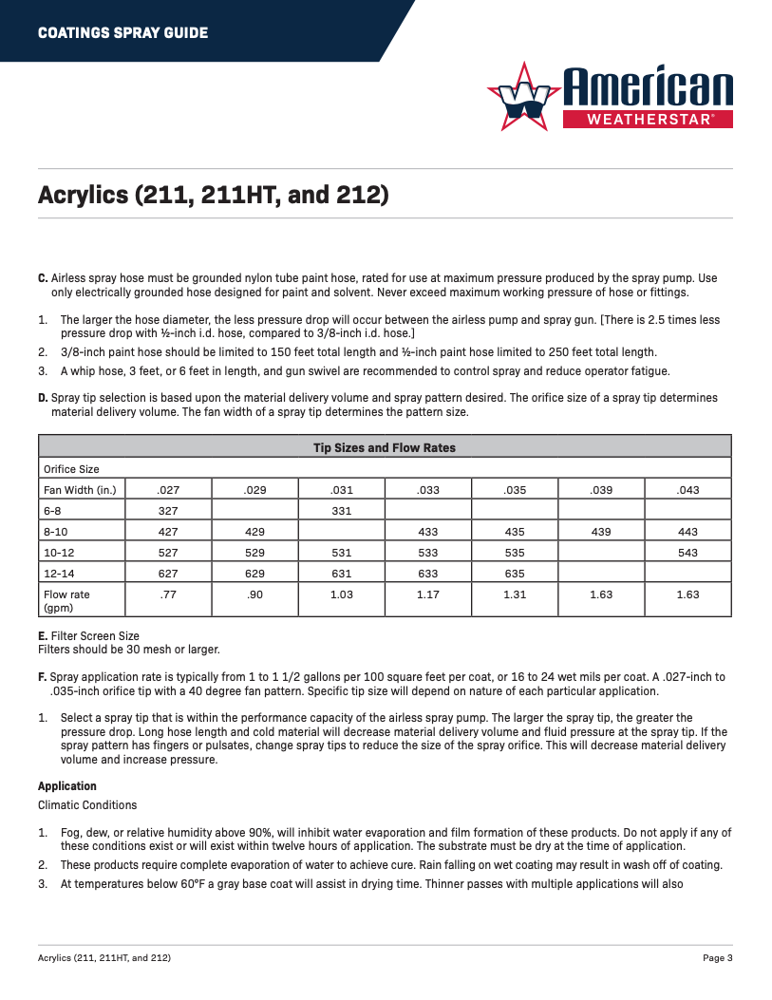 COATINGS SPRAY GUIDE
American
WEATHERSTAR®
Acrylics (211, 211HT, and 212)
C. Airless spray hose must be grounded nylon tube paint hose, rated for use at maximum pressure produced by the spray pump. Use
only electrically grounded hose designed for paint and solvent. Never exceed maximum working pressure of hose or fittings.
1. The larger the hose diameter, the less pressure drop will occur between the airless pump and spray gun. [There is 2.5 times less
pressure drop with ½-inch i.d. hose, compared to 3/8-inch i.d. hose.]
2. 3/8-inch paint hose should be limited to 150 feet total length and ½-inch paint hose limited to 250 feet total length.
3. A whip hose, 3 feet, or 6 feet in length, and gun swivel are recommended to control spray and reduce operator fatigue.
D. Spray tip selection is based upon the material delivery volume and spray pattern desired. The orifice size of a spray tip determines
material delivery volume. The fan width of a spray tip determines the pattern size.
Tip Sizes and Flow Rates
Orifice Size
Fan Width (in.) .027 .029 .031 .033 .035 .039 .043
6-8 327 331
8-10 427 429 433 435 439 443
10-12 527 529 531 533 535 543
12-14 627 629 631 633 635
Flow rate .77 .90 1.03 1.17 1.31 1.63 1.63
(gpm)
E. Filter Screen Size
Filters should be 30 mesh or larger.
F. Spray application rate is typically from 1 to 1 1/2 gallons per 100 square feet per coat, or 16 to 24 wet mils per coat. A .027-inch to
.035-inch orifice tip with a 40 degree fan pattern. Specific tip size will depend on nature of each particular application.
1. Select a spray tip that is within the performance capacity of the airless spray pump. The larger the spray tip, the greater the
pressure drop. Long hose length and cold material will decrease material delivery volume and fluid pressure at the spray tip. If the
spray pattern has fingers or pulsates, change spray tips to reduce the size of the spray orifice. This will decrease material delivery
volume and increase pressure.
Application
Climatic Conditions
1. Fog, dew, or relative humidity above 90%, will inhibit water evaporation and film formation of these products. Do not apply if any of
these conditions exist or will exist within twelve hours of application. The substrate must be dry at the time of application.
2. These products require complete evaporation of water to achieve cure. Rain falling on wet coating may result in wash off of coating.
3. At temperatures below 60°F a gray base coat will assist in drying time. Thinner passes with multiple applications will also
Acrylics (211, 211HT, and 212)
Page 3